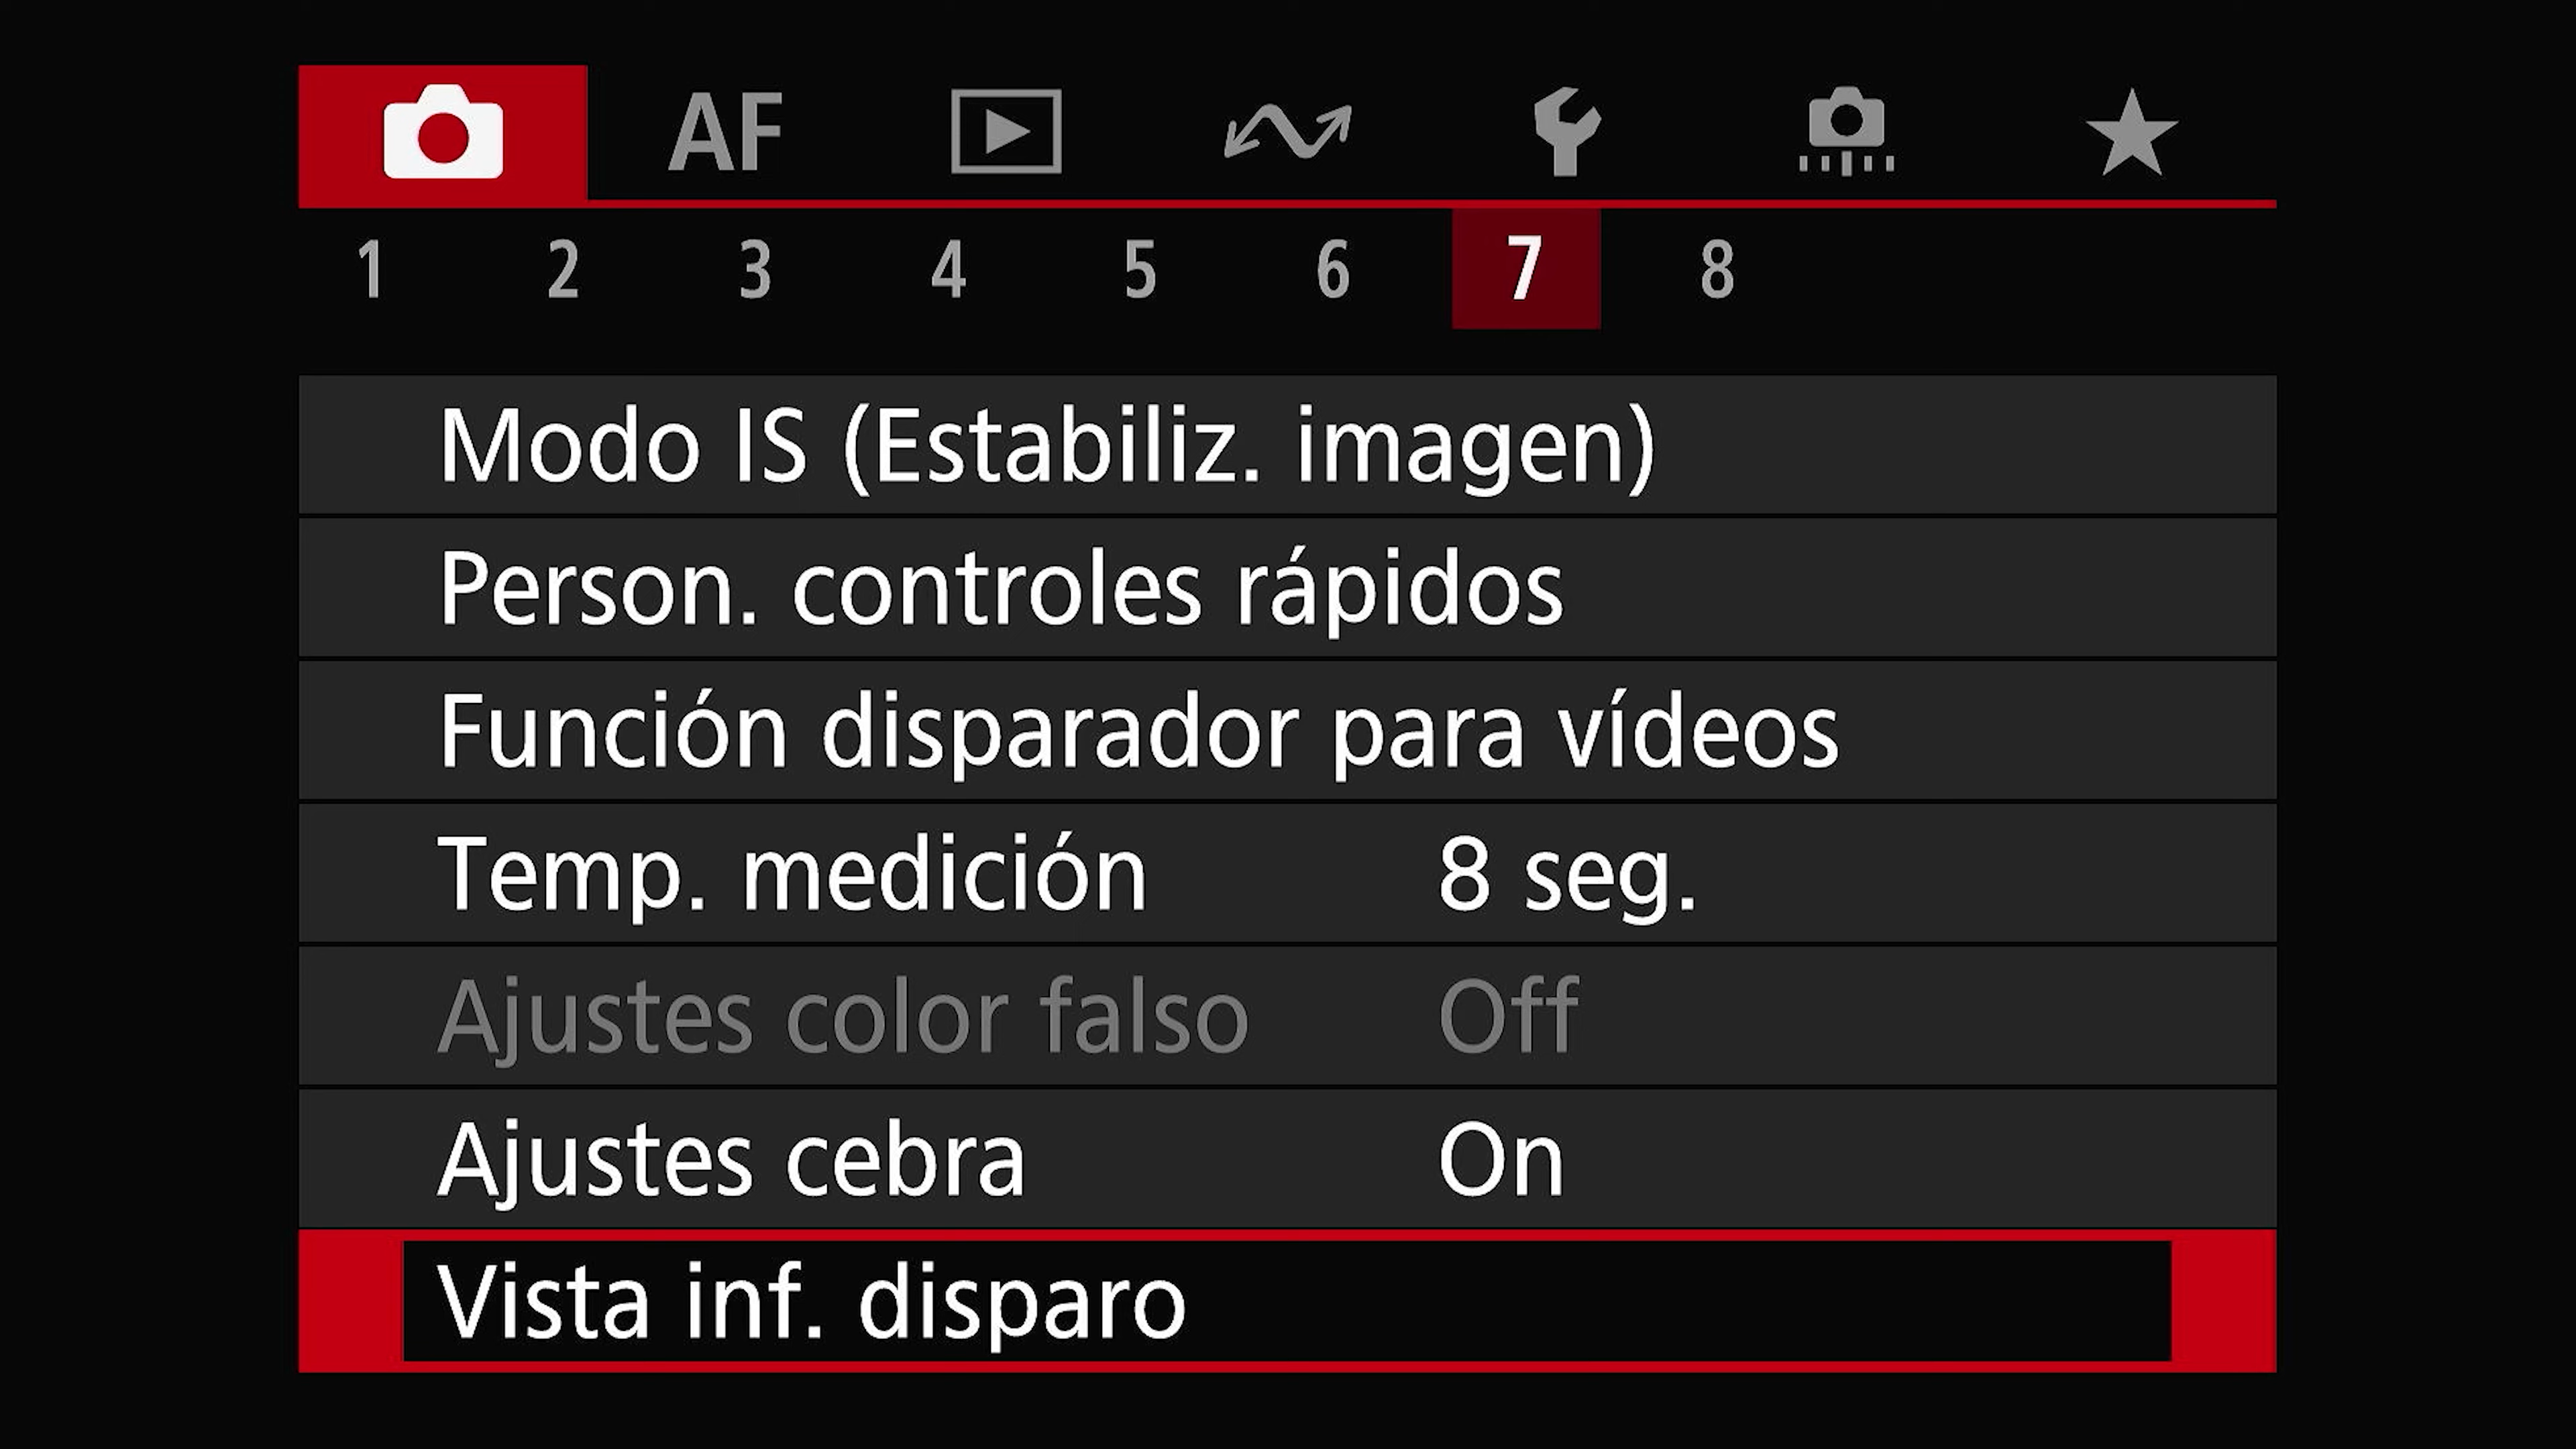 AF
1 2 3 4 5 6 7 8
Modo IS (Estabiliz. imagen)
Person. controles rápidos
Función disparador para vídeos
Temp. medición 8 seg.
Ajustes color falso Off
Ajustes cebra On
Vista inf. disparo